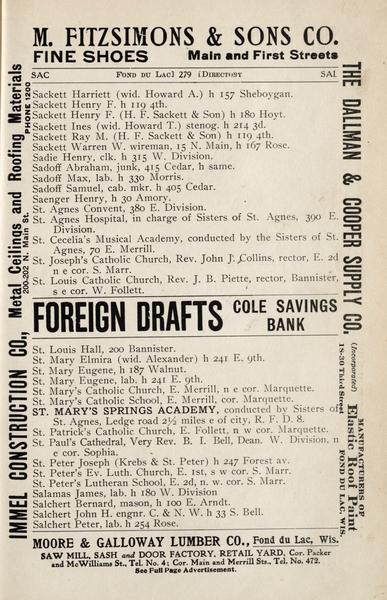 M. FITZSIMONS & SONS CO.
FINE SHOES Main and First Streets
SAC FOND DU LAC] 279 [DIRECTORY SAL
Sackett Harriett (wid. Howard A.) h 157 Sheboygan.
Sackett Henry F. h 119 4th.
Sackett Henry F. (H. F. Sackett & Son) h 180 Hoyt.
Sackett Ines (wid. Howard T.) stenog. h 214 3d.
Sackett Ray M. (H. F. Sackett & Son) h 119 4th.
Sackett Warren W. wireman, 15 N. Main, h 167 Rose.
Sadie Henry, clk. h 315 W. Division.
Sadoff Abraham, junk, 415 Cedar, h same.
Sadoff Max, lab. h 330 Morris.
Sadoff Samuel, cab. mkr. h 405 Cedar.
Saenger Henry, h 30 Amory.
St. Agnes Convent, 380 E. Division.
St. Agnes Hospital, in charge of Sisters of St. Agnes, 390 E.
Division.
St. Cecelia's Musical Academy, conducted by the Sisters of
St. Agnes, 70 E. Merrill.
St. Joseph's Catholic Church, Rev. John J. Collins, rector, E. 2d
n e cor. S. Marr.
St. Louis Catholic Church, Rev. J. B. Piette, rector, Bannister,
s e cor. W. Follett.
FOREIGN DRAFTS COLE SAVINGS
BANK
St. Louis Hall, 200 Bannister.
St. Mary Elmira (wid. Alexander) h 241 E. 9th.
St. Mary Eugene, h 187 Walnut.
St. Mary Eugene, lab. h 241 E. 9th.
St. Mary's Catholic Church, E. Merrill, n e cor. Marquette.
St. Mary's Catholic School, E. Merrill, cor. Marquette.
ST. MARY'S SPRINGS ACADEMY, conducted by Sisters of
St. Agnes, Ledge road 2½ miles e of city, R. F. D. 8.
St. Patrick's Catholic Church, E. Follett, n w cor. Marquette.
St. Paul's Cathedral, Very Rev. B. I. Bell, Dean. W. Division, n
e cor. Sophia.
St. Peter Joseph (Krebs & St. Peter) h 247 Forest av.
St. Peter's Ev. Luth. Church, E. 1st, s w cor. S. Marr.
St. Peter's Lutheran School, E. 2d, n. w. cor. S. Marr.
Salamas James, lab. h 180 W. Division
Salchert Bernard, mason, h 100 E. Arndt.
Salchert John H. engnr. C. & N. W. h 33 S. Bell.
Salchert Peter, lab. h 254 Rose.
MOORE & GALLOWAY LUMBER CO., Fond du Lac, Wis.
SAW MILL, SASH and DOOR FACTORY, RETAIL YARD, Cor. Packer
and McWilliams St., Tel. No. 4; Cor. Main and Merrill Sts., Tel. No. 472.
See Full Page Advertisement.
IMMEL CONSTRUCTION CO., Metal Ceilings and Roofing Materials
200-202 N. Main St. PHONE 1200
THE DALLMAN & COOPER SUPPLY CO.
(Incorporated)
18-30 Third Street
MANUFACTURERS OF
Elastic Roof Paint
FOND DU LAC, WIS.